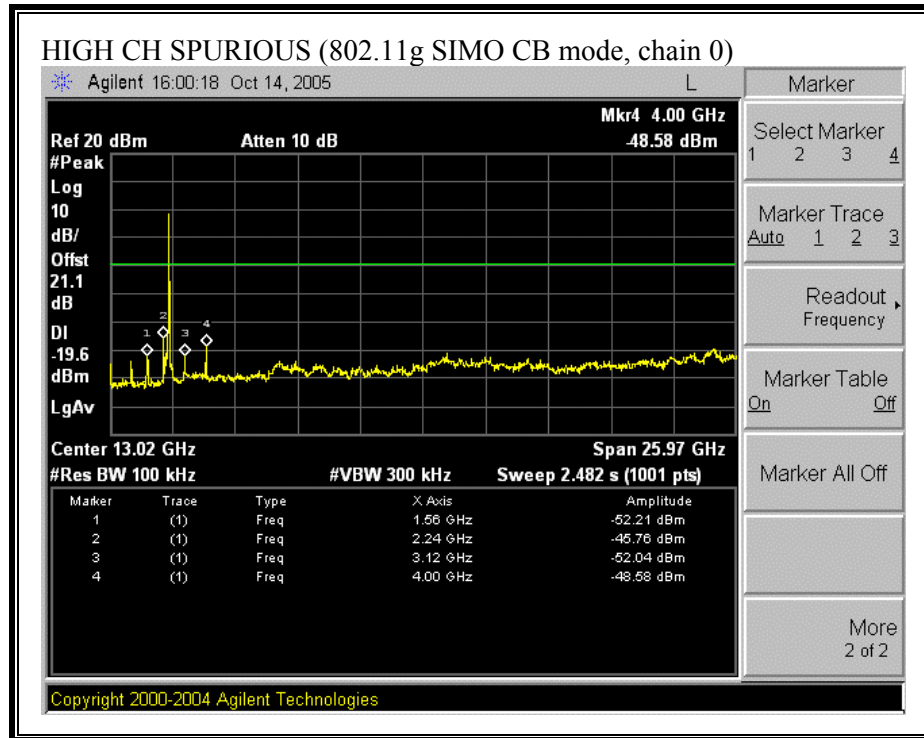 HIGH CH SPURIOUS (802.11g SIMO CB mode, chain 0)
Agilent 16:00:18 Oct 14, 2005 L
Mkr4 4.00 GHz
Ref 20 dBm Atten 10 dB -48.58 dBm
#Peak
Log
10
dB/
Offst
21.1
dB
DI
-19.6
dBm
LgAv
1 2 3 4
Center 13.02 GHz Span 25.97 GHz
#Res BW 100 kHz #VBW 300 kHz Sweep 2.482 s (1001 pts)
Marker Trace Type X Axis Amplitude
1 (1) Freq 1.56 GHz -52.21 dBm
2 (1) Freq 2.24 GHz -45.76 dBm
3 (1) Freq 3.12 GHz -52.04 dBm
4 (1) Freq 4.00 GHz -48.58 dBm
Copyright 2000-2004 Agilent Technologies
Marker
Select Marker
1 2 3 4
Marker Trace
Auto 1 2 3
Readout
Frequency
Marker Table
On Off
Marker All Off
More
2 of 2